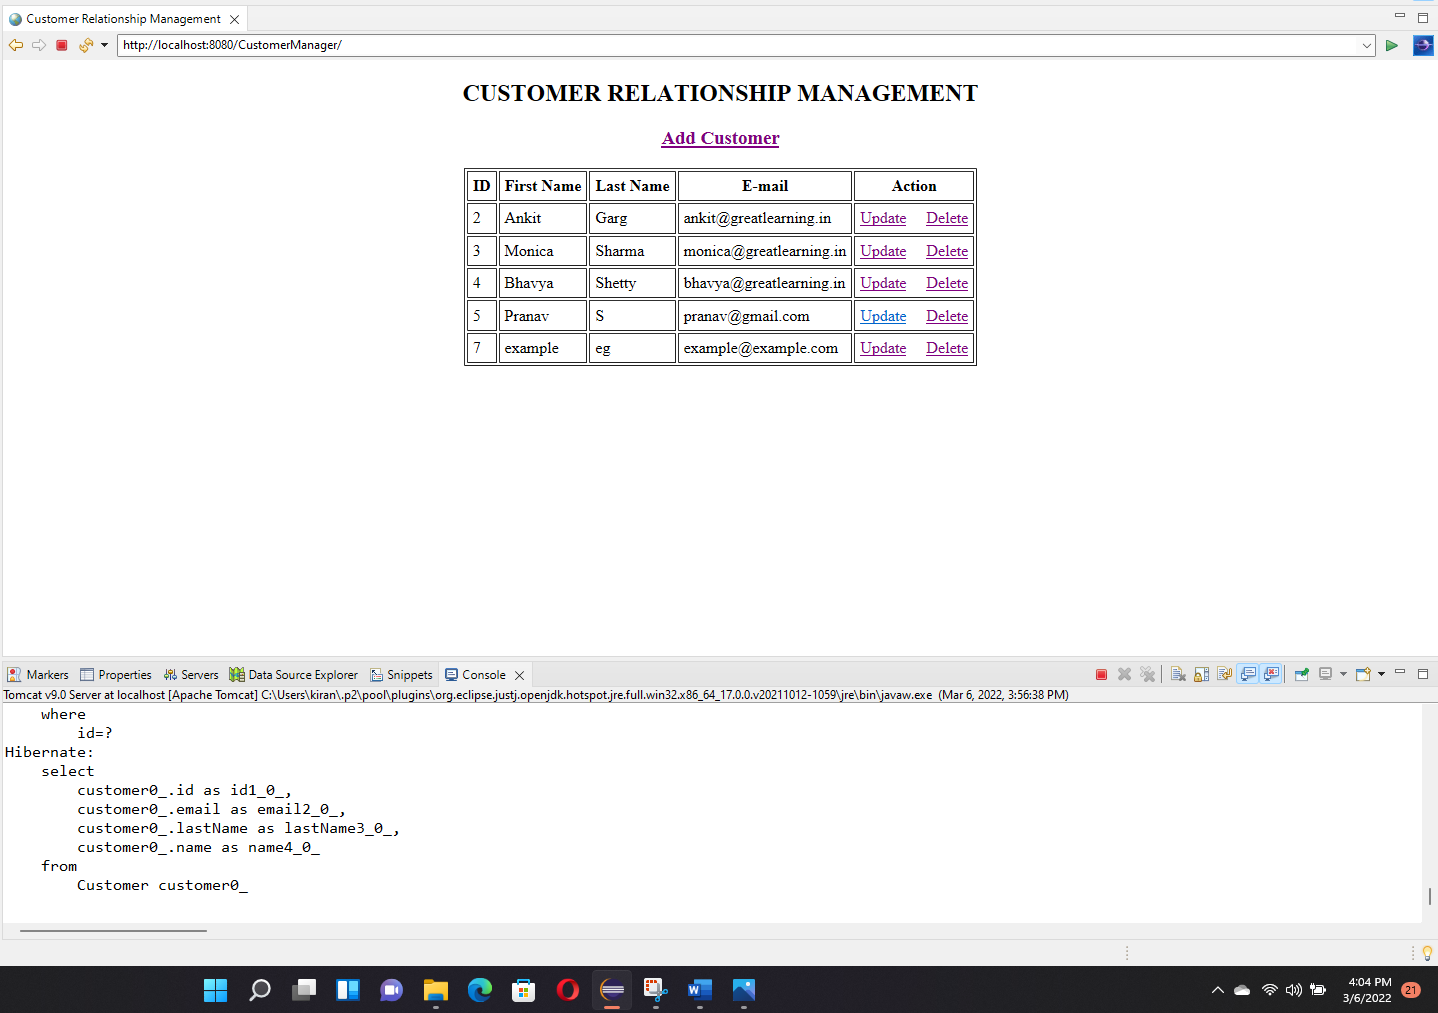 Customer Relationship Management
http://localhost:8080/CustomerManager/
CUSTOMER RELATIONSHIP MANAGEMENT
Add Customer
ID First Name Last Name E-mail Action
2 Ankit Garg ankit@greatlearning.in Update Delete
3 Monica Sharma monica@greatlearning.in Update Delete
4 Bhavya Shetty bhavya@greatlearning.in Update Delete
5 Pranav S pranav@gmail.com Update Delete
7 example eg example@example.com Update Delete
Markers Properties Servers Data Source Explorer Snippets Console
Tomcat v9.0 Server at localhost [Apache Tomcat] C:\Users\kiran\.p2\pool\plugins\org.eclipse.justj.openjdk.hotspot.jre.full.win32.x86_64_17.0.0.v20211012-1059\jre\bin\javaw.exe (Mar 6, 2022, 3:56:38 PM)
where
id=?
Hibernate:
select
customer0_.id as id1_0_,
customer0_.email as email2_0_,
customer0_.lastName as lastName3_0_,
customer0_.name as name4_0_
from
Customer customer0_
4:04 PM
3/6/2022
21